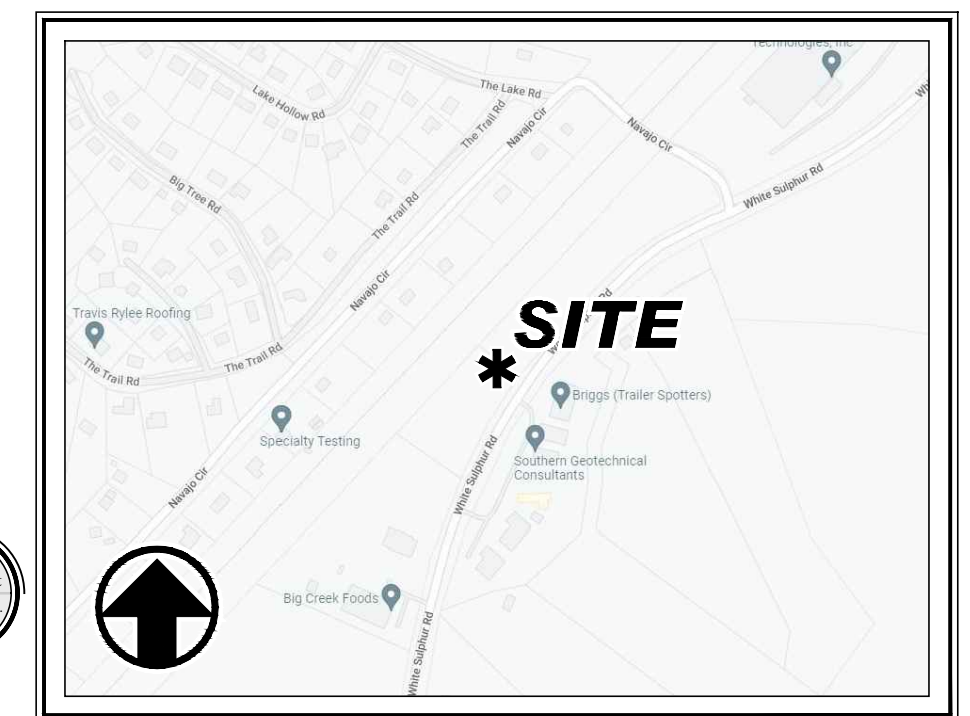 Technologies, Inc
Wh
The Lake Rd
Lake Hollow Rd
The Trail Rd
Navajo Cir
Navajo Cir
White Sulphur Rd
Big Tree Rd
The Trail Rd
Navajo Cir
Travis Rylee Roofing
SITE
Rd
The Trail Rd
The Trail Rd
Briggs (Trailer Spotters)
Specialty Testing
Southern Geotechnical
Consultants
White Sulphur Rd
Navajo Cir
Big Creek Foods
White Sulphur Rd